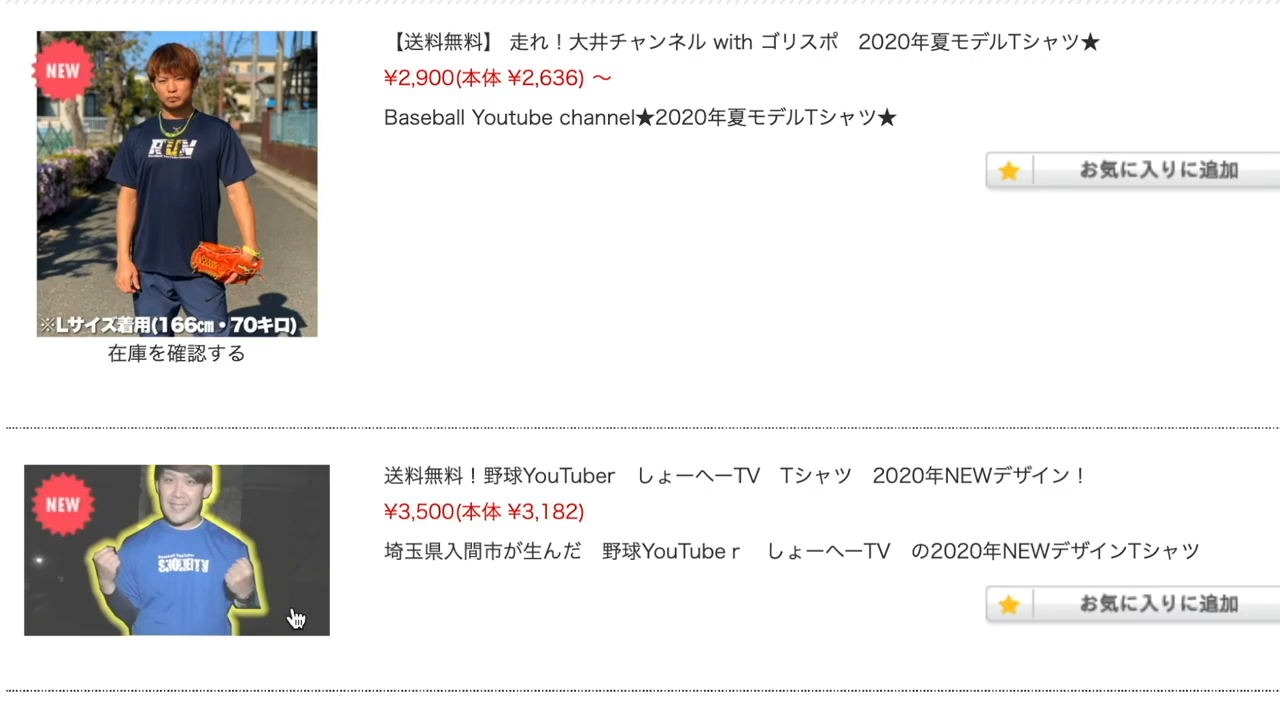 NEW
【送料無料】 走れ！大井チャンネル with ゴリスポ　2020年夏モデルTシャツ★
¥2,900(本体 ¥2,636) ～
Baseball Youtube channel★2020年夏モデルTシャツ★
お気に入りに追加
RUN
※Lサイズ着用(166㎝・70キロ)
在庫を確認する
NEW
送料無料！野球YouTuber　しょーへーTV　Tシャツ　2020年NEWデザイン！
¥3,500(本体 ¥3,182)
埼玉県入間市が生んだ　野球YouTubeｒ　しょーへーTV　の2020年NEWデザインTシャツ
お気に入りに追加
Baseball YouTuber
SHOHEITV